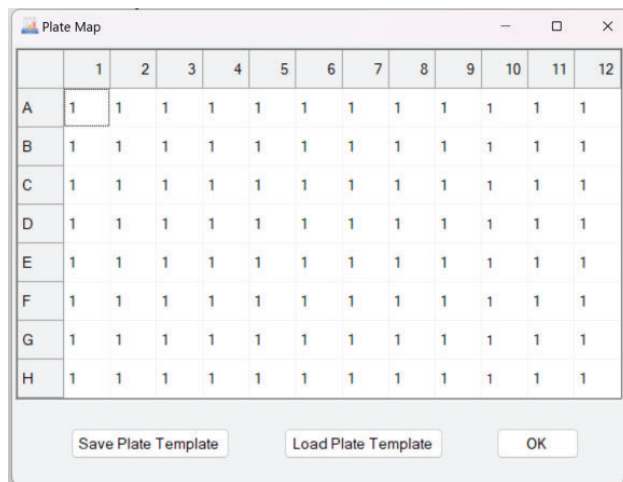 Plate Map
1 2 3 4 5 6 7 8 9 10 11 12
A 1 1 1 1 1 1 1 1 1 1 1 1
B 1 1 1 1 1 1 1 1 1 1 1 1
C 1 1 1 1 1 1 1 1 1 1 1 1
D 1 1 1 1 1 1 1 1 1 1 1 1
E 1 1 1 1 1 1 1 1 1 1 1 1
F 1 1 1 1 1 1 1 1 1 1 1 1
G 1 1 1 1 1 1 1 1 1 1 1 1
H 1 1 1 1 1 1 1 1 1 1 1 1
Save Plate Template Load Plate Template OK